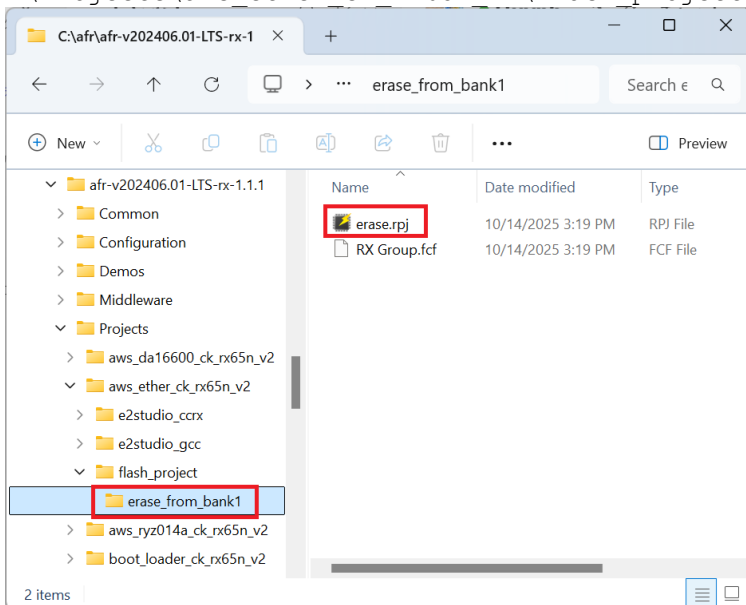 C:\afr\afr-v202406.01-LTS-rx-1
erase_from_bank1
Search e
New
Preview
afr-v202406.01-LTS-rx-1.1.1
Common
Configuration
Demos
Middleware
Projects
aws_da16600_ck_rx65n_v2
aws_ether_ck_rx65n_v2
e2studio_ccrx
e2studio_gcc
flash_project
erase_from_bank1
aws_ryz014a_ck_rx65n_v2
boot_loader_ck_rx65n_v2
Name Date modified Type
erase.rpj 10/14/2025 3:19 PM RPJ File
RX Group.fcf 10/14/2025 3:19 PM FCF File
2 items